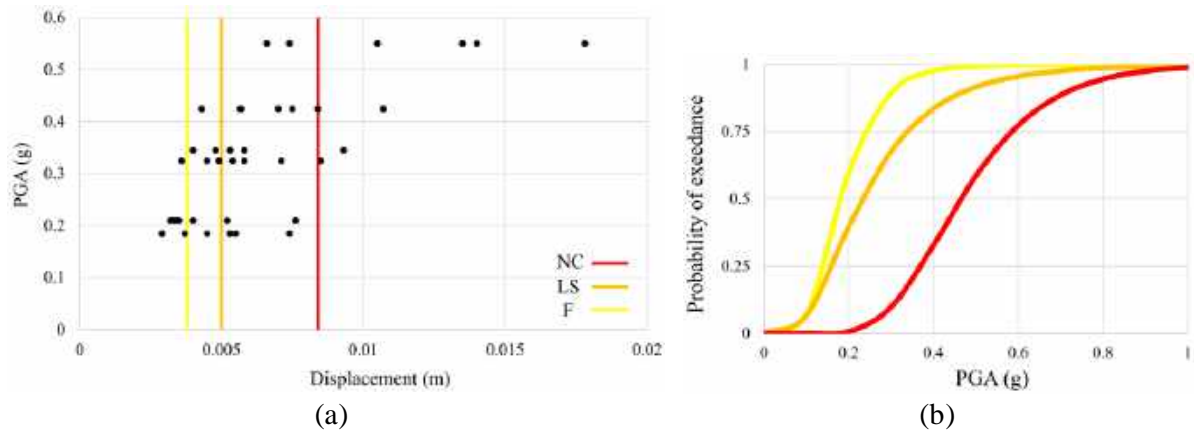 0.6
0.5
0.4
0.3
0.2
0.1
0
PGA (g)
NC
LS
F
0
0.005
0.01
0.015
0.02
Displacement (m)
(a)
1
0.75
0.5
0.25
0
Probability of exeedance
0
0.2
0.4
0.6
0.8
1
PGA (g)
(b)